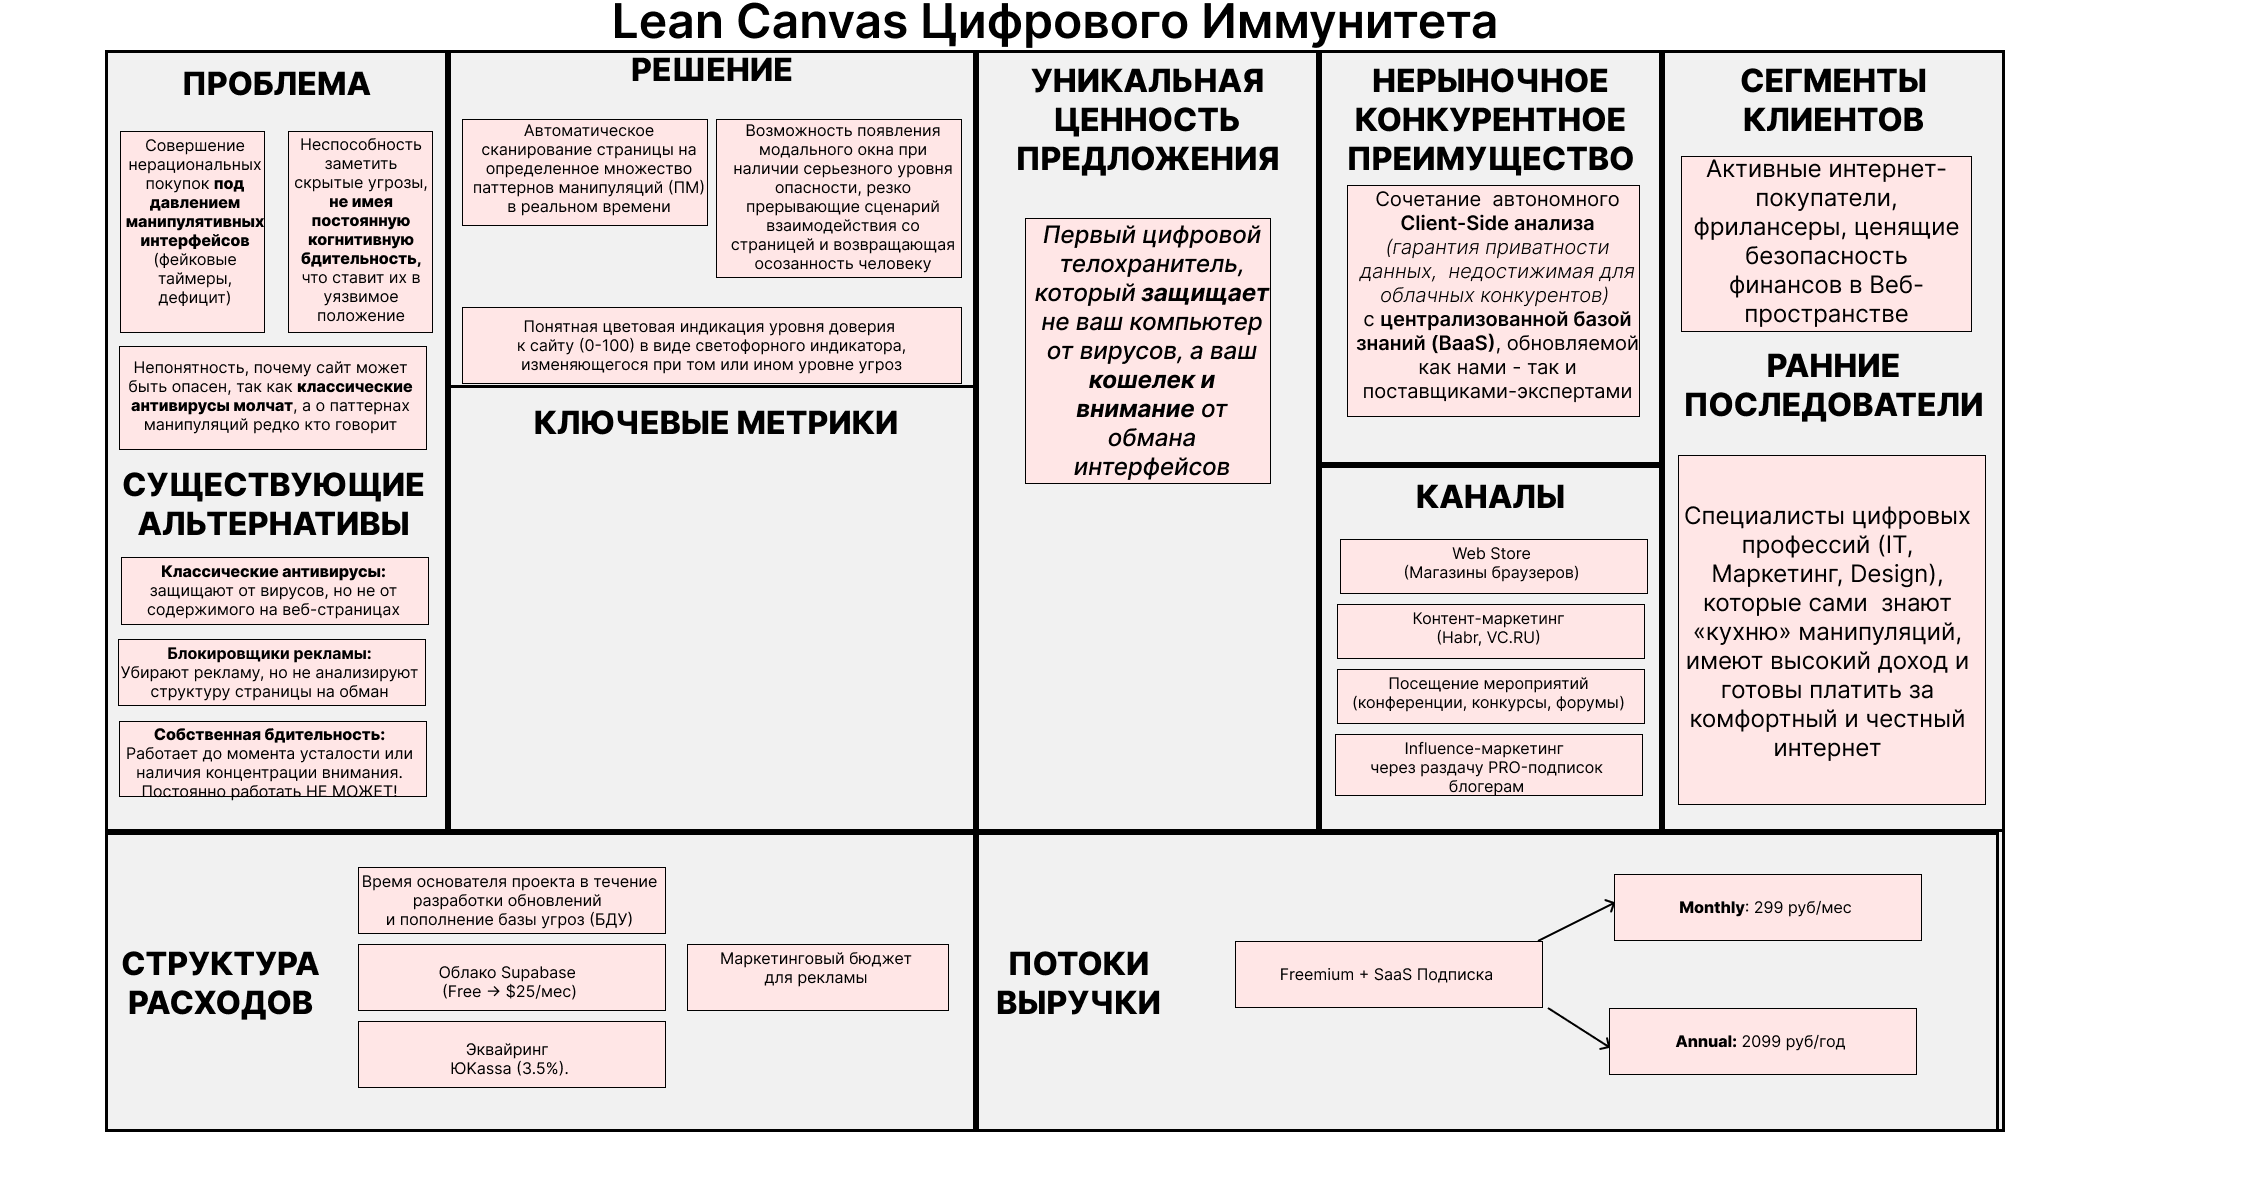 Lean Canvas Цифрового Иммунитета
ПРОБЛЕМА
Совершение
нерациональных
покупок под
давлением
манипулятивных
интерфейсов
(фейковые
таймеры,
дефицит)
Неспособность
заметить
скрытые угрозы,
не имея
постоянную
когнитивную
бдительность,
что ставит их в
уязвимое
положение
Непонятность, почему сайт может
быть опасен, так как классические
антивирусы молчат, а о паттернах
манипуляций редко кто говорит
СУЩЕСТВУЮЩИЕ
АЛЬТЕРНАТИВЫ
Классические антивирусы:
защищают от вирусов, но не от
содержимого на веб-страницах
Блокировщики рекламы:
Убирают рекламу, но не анализируют
структуру страницы на обман
Собственная бдительность:
Работает до момента усталости или
наличия концентрации внимания.
Постоянно работать НЕ МОЖЕТ!
РЕШЕНИЕ
Автоматическое
сканирование страницы на
определенное множество
паттернов манипуляций (ПМ)
в реальном времени
Возможность появления
модального окна при
наличии серьезного уровня
опасности, резко
прерывающие сценарий
взаимодействия со
страницей и возвращающая
осозанность человеку
Понятная цветовая индикация уровня доверия
к сайту (0-100) в виде светофорного индикатора,
изменяющегося при том или ином уровне угроз
КЛЮЧЕВЫЕ МЕТРИКИ
УНИКАЛЬНАЯ
ЦЕННОСТЬ
ПРЕДЛОЖЕНИЯ
Первый цифровой
телохранитель,
который защищает
не ваш компьютер
от вирусов, а ваш
кошелек и
внимание от
обмана
интерфейсов
НЕРЫНОЧНОЕ
КОНКУРЕНТНОЕ
ПРЕИМУЩЕСТВО
Сочетание автономного
Client-Side анализа
(гарантия приватности
данных, недостижимая для
облачных конкурентов)
с централизованной базой
знаний (BaaS), обновляемой
как нами - так и
поставщиками-экспертами
КАНАЛЫ
Web Store
(Магазины браузеров)
Контент-маркетинг
(Habr, VC.RU)
Посещение мероприятий
(конференции, конкурсы, форумы)
Influence-маркетинг
через раздачу PRO-подписок
блогерам
СЕГМЕНТЫ
КЛИЕНТОВ
Активные интернет-
покупатели,
фрилансеры, ценящие
безопасность
финансов в Веб-
пространстве
РАННИЕ
ПОСЛЕДОВАТЕЛИ
Специалисты цифровых
профессий (IT,
Маркетинг, Design),
которые сами знают
«кухню» манипуляций,
имеют высокий доход и
готовы платить за
комфортный и честный
интернет
СТРУКТУРА
РАСХОДОВ
Время основателя проекта в течение
разработки обновлений
и пополнение базы угроз (БДУ)
Облако Supabase
(Free → $25/мес)
Эквайринг
ЮKassa (3.5%).
Маркетинговый бюджет
для рекламы
ПОТОКИ
ВЫРУЧКИ
Freemium + SaaS Подписка
Monthly: 299 руб/мес
Annual: 2099 руб/год